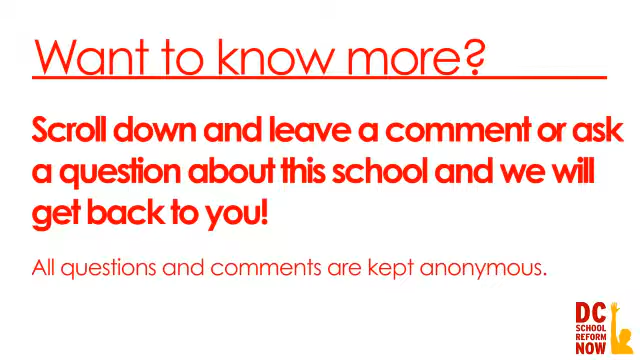 Want to know more?
Scroll down and leave a comment or ask
a question about this school and we will
get back to you!
All questions and comments are kept anonymous.
DC
SCHOOL
REFORM
NOW